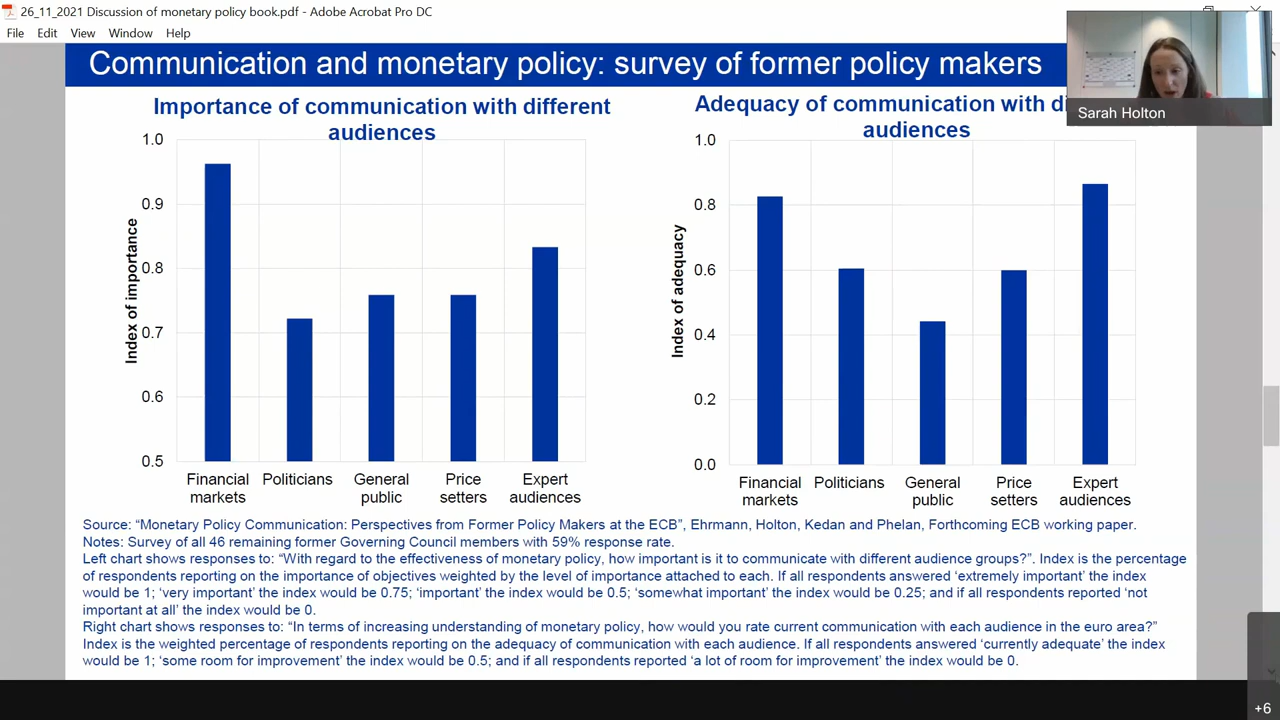 26_11_2021 Discussion of monetary policy book.pdf - Adobe Acrobat Pro DC
File Edit View Window Help
Communication and monetary policy: survey of former policy makers
Sarah Holton
Importance of communication with different
audiences
1.0
0.9
0.8
0.7
0.6
0.5
Index of importance
Financial
markets
Politicians
General
public
Price
setters
Expert
audiences
Adequacy of communication with di
audiences
1.0
0.8
0.6
0.4
0.2
0.0
Index of adequacy
Financial
markets
Politicians
General
public
Price
setters
Expert
audiences
Source: “Monetary Policy Communication: Perspectives from Former Policy Makers at the ECB”, Ehrmann, Holton, Kedan and Phelan, Forthcoming ECB working paper.
Notes: Survey of all 46 remaining former Governing Council members with 59% response rate.
Left chart shows responses to: “With regard to the effectiveness of monetary policy, how important is it to communicate with different audience groups?”. Index is the percentage
of respondents reporting on the importance of objectives weighted by the level of importance attached to each. If all respondents answered ‘extremely important’ the index
would be 1; ‘very important’ the index would be 0.75; ‘important’ the index would be 0.5; ‘somewhat important’ the index would be 0.25; and if all respondents reported ‘not
important at all’ the index would be 0.
Right chart shows responses to: “In terms of increasing understanding of monetary policy, how would you rate current communication with each audience in the euro area?”
Index is the weighted percentage of respondents reporting on the adequacy of communication with each audience. If all respondents answered ‘currently adequate’ the index
would be 1; ‘some room for improvement’ the index would be 0.5; and if all respondents reported ‘a lot of room for improvement’ the index would be 0.
+6